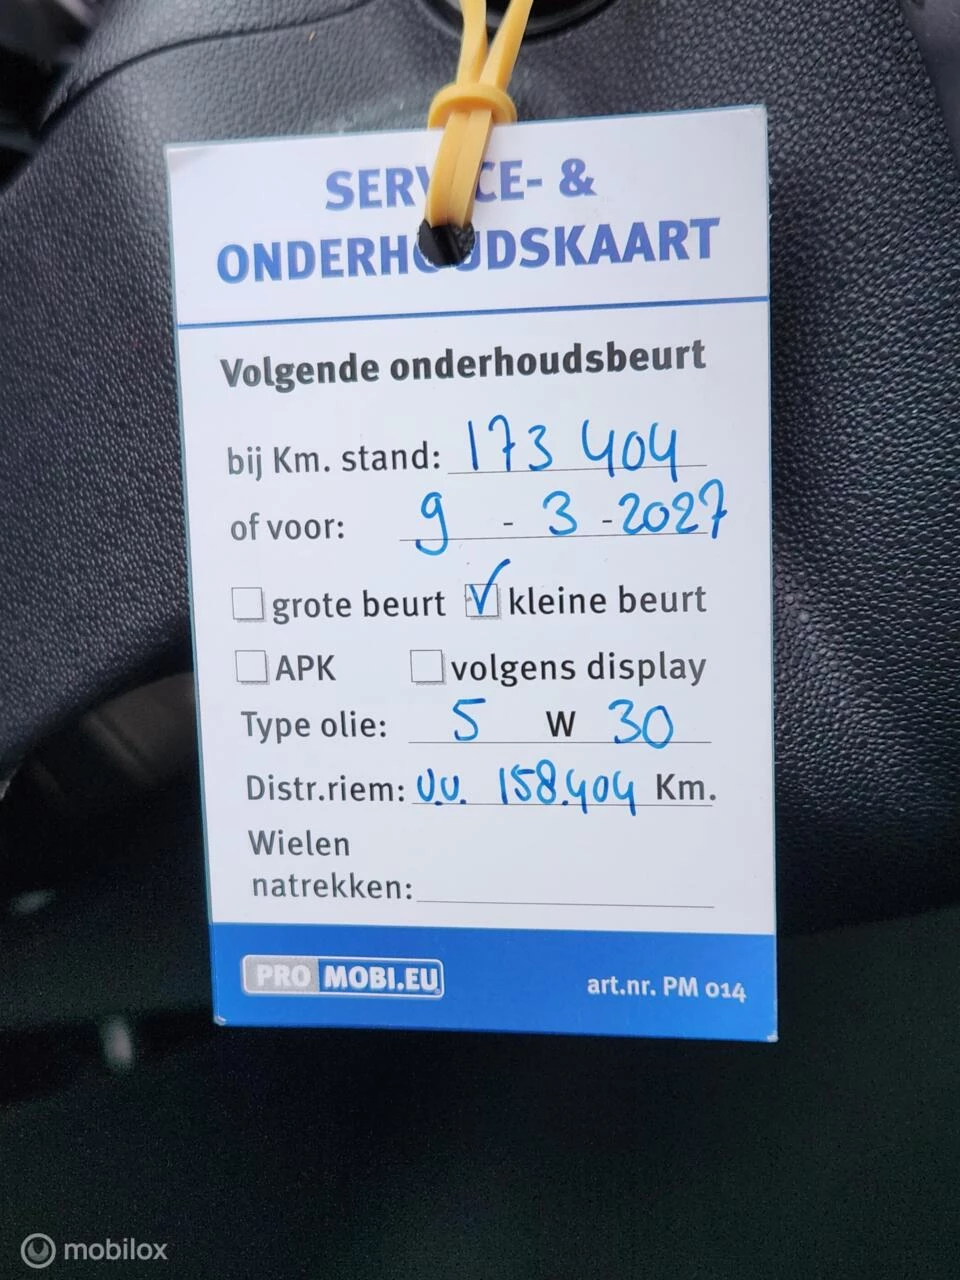 SERVICE- &
ONDERHOUDSKAART
Volgende onderhoudsbeurt
bij Km. stand: 173 404
of voor: 9 - 3 - 2027
grote beurt kleine beurt
APK volgens display
Type olie: 5 W 30
Distr.riem: v.v. 158.404 Km.
Wielen
natrekken:
PRO MOBI.EU art.nr. PM 014
mobilox